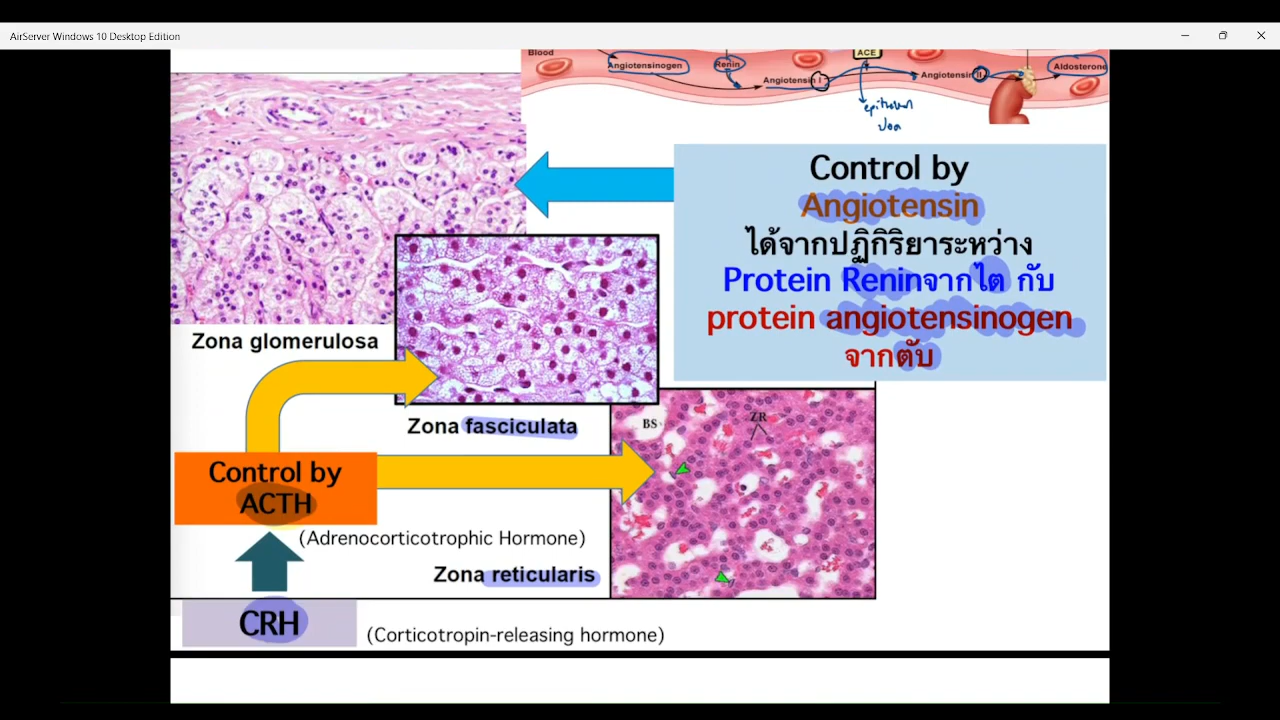 AirServer Windows 10 Desktop Edition
Blood
Angiotensinogen
Renin
Angiotensin I
ACE
Angiotensin II
Aldosterone
Control by
Angiotensin
ได้จากปฏิกิริยาระหว่าง
Protein Reninจากไต กับ
protein angiotensinogen
จากตับ
Zona glomerulosa
Zona fasciculata
BS
ZR
Control by
ACTH
(Adrenocorticotrophic Hormone)
Zona reticularis
CRH
(Corticotropin-releasing hormone)